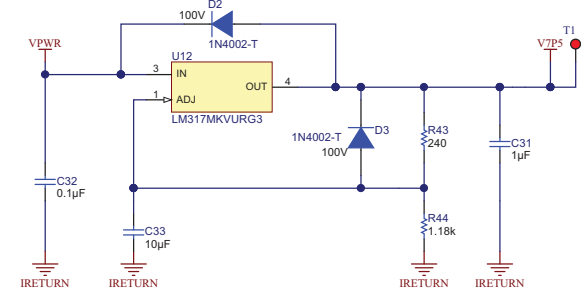 D2
100V
1N4002-T
VPWR
U12
3
IN
OUT
4
1
ADJ
LM317MKVURG3
V7P5
T1
1N4002-T
D3
100V
R43
240
C31
1µF
C32
0.1µF
C33
10µF
R44
1.18k
IRETURN
IRETURN
IRETURN
IRETURN